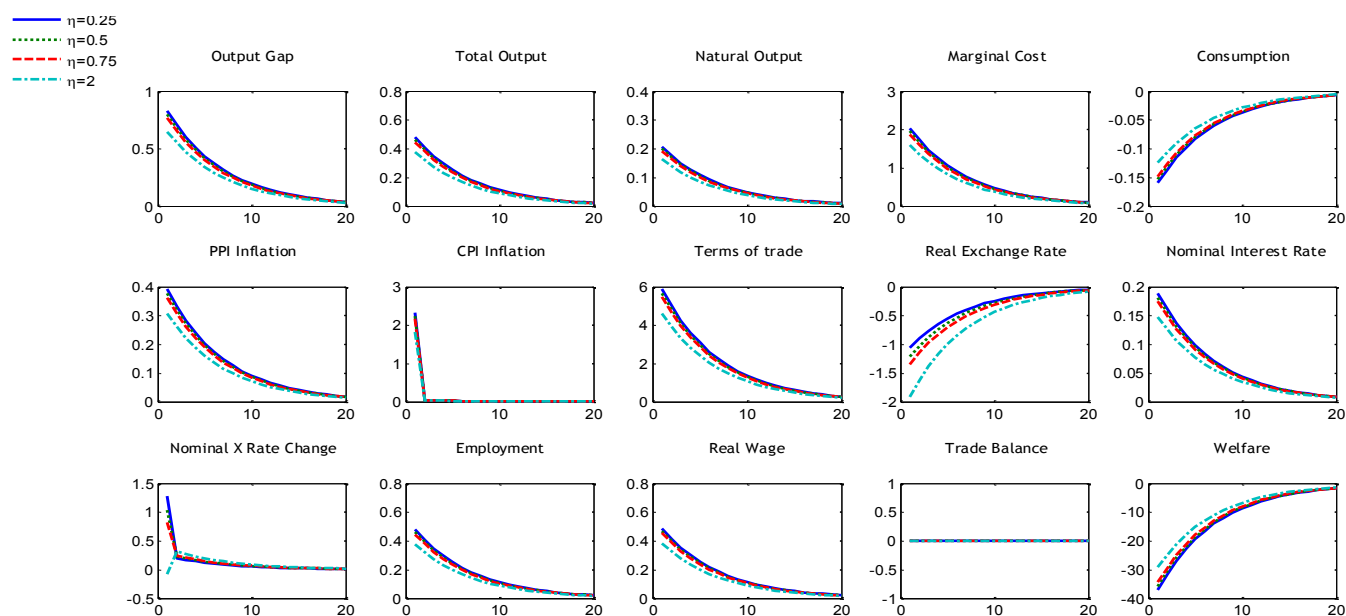 η=0.25
η=0.5
η=0.75
η=2
Output Gap Total Output Natural Output Marginal Cost Consumption
1 0.8 0.4 3 0
0.6 0.3 -0.05
0.5 0.4 0.2 2 -0.1
0.2 0.1 1 -0.15
0 0 0 0 -0.2
0 10 20 0 10 20 0 10 20 0 10 20 0 10 20
PPI Inflation CPI Inflation Terms of trade Real Exchange Rate Nominal Interest Rate
0.4 3 6 0 0.2
0.3 2 4 -0.5 0.15
0.2 -1 0.1
0.1 1 2 -1.5 0.05
0 0 0 -2 0
0 10 20 0 10 20 0 10 20 0 10 20 0 10 20
Nominal X Rate Change Employment Real Wage Trade Balance Welfare
1.5 0.8 0.8 1 0
1 0.6 0.6 0.5 -10
0.5 0.4 0.4 0 -20
0 0.2 0.2 -0.5 -30
-0.5 0 0 -1 -40
0 10 20 0 10 20 0 10 20 0 10 20 0 10 20